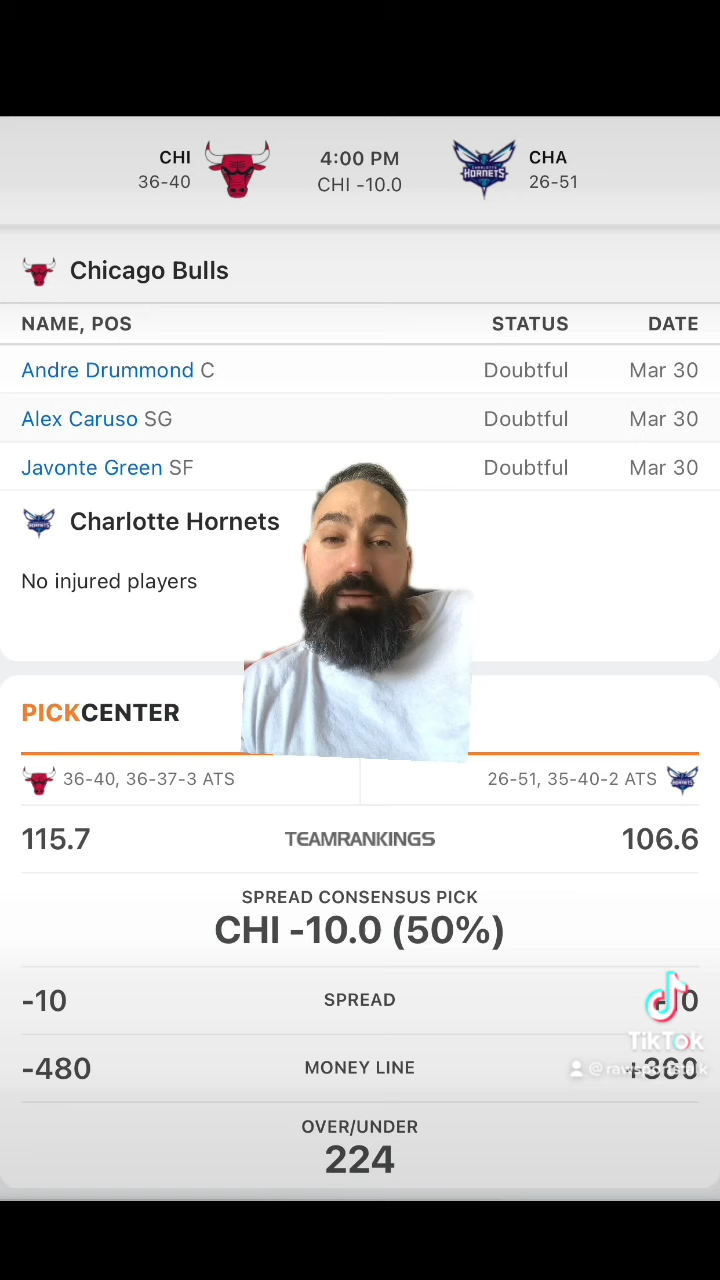 CHI
36-40
4:00 PM
CHI -10.0
CHA
26-51
CHARLOTTE
HORNETS
Chicago Bulls
NAME, POS STATUS DATE
Andre Drummond C Doubtful Mar 30
Alex Caruso SG Doubtful Mar 30
Javonte Green SF Doubtful Mar 30
Charlotte Hornets
No injured players
PICKCENTER
36-40, 36-37-3 ATS 26-51, 35-40-2 ATS
115.7 TEAMRANKINGS 106.6
SPREAD CONSENSUS PICK
CHI -10.0 (50%)
-10 SPREAD
TikTok
-480 MONEY LINE +360
OVER/UNDER
224